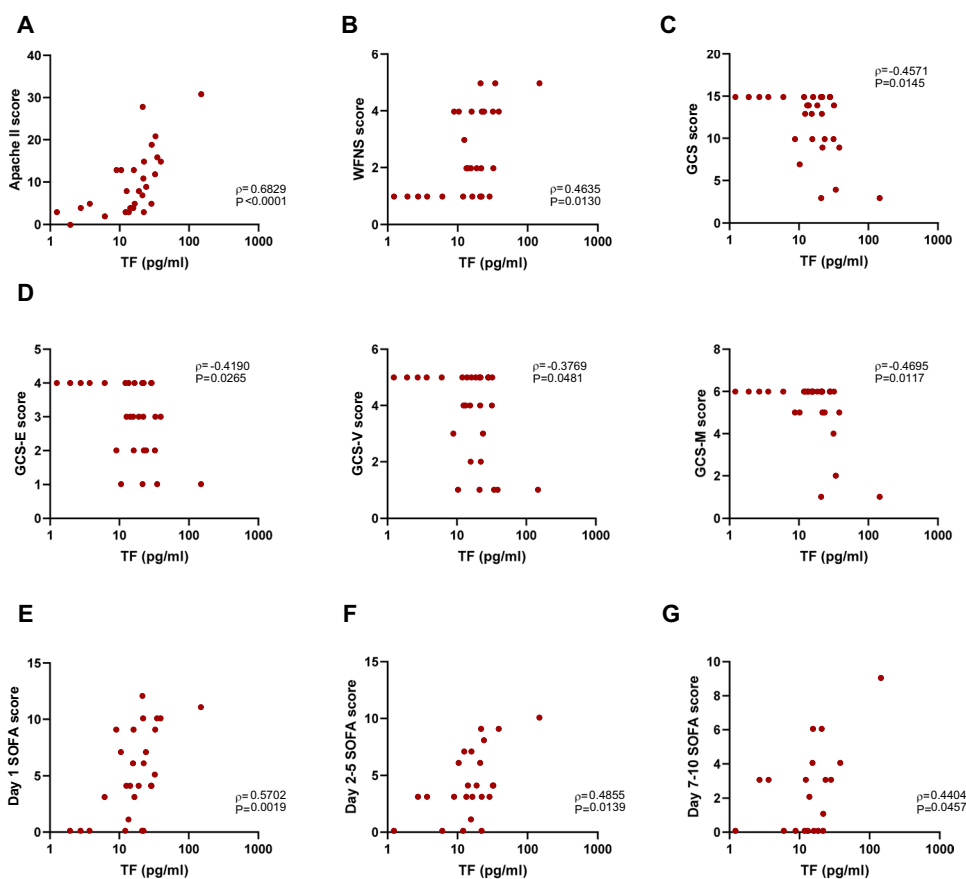 A
Apache II score
40
30
20
10
0
ρ=0.6829
P<0.0001
1
10
100
1000
TF (pg/ml)
B
WFNS score
6
4
2
0
ρ=0.4635
P=0.0130
1
10
100
1000
TF (pg/ml)
C
GCS score
20
15
10
5
0
ρ=-0.4571
P=0.0145
1
10
100
1000
TF (pg/ml)
D
GCS-E score
5
4
3
2
1
0
ρ=-0.4190
P=0.0265
1
10
100
1000
TF (pg/ml)
GCS-V score
6
4
2
0
ρ=-0.3769
P=0.0481
1
10
100
1000
TF (pg/ml)
GCS-M score
8
6
4
2
0
ρ=-0.4695
P=0.0117
1
10
100
1000
TF (pg/ml)
E
Day 1 SOFA score
15
10
5
0
ρ=0.5702
P=0.0019
1
10
100
1000
TF (pg/ml)
F
Day 2-5 SOFA score
15
10
5
0
ρ=0.4855
P=0.0139
1
10
100
1000
TF (pg/ml)
G
Day 7-10 SOFA score
10
8
6
4
2
0
ρ=0.4404
P=0.0457
1
10
100
1000
TF (pg/ml)